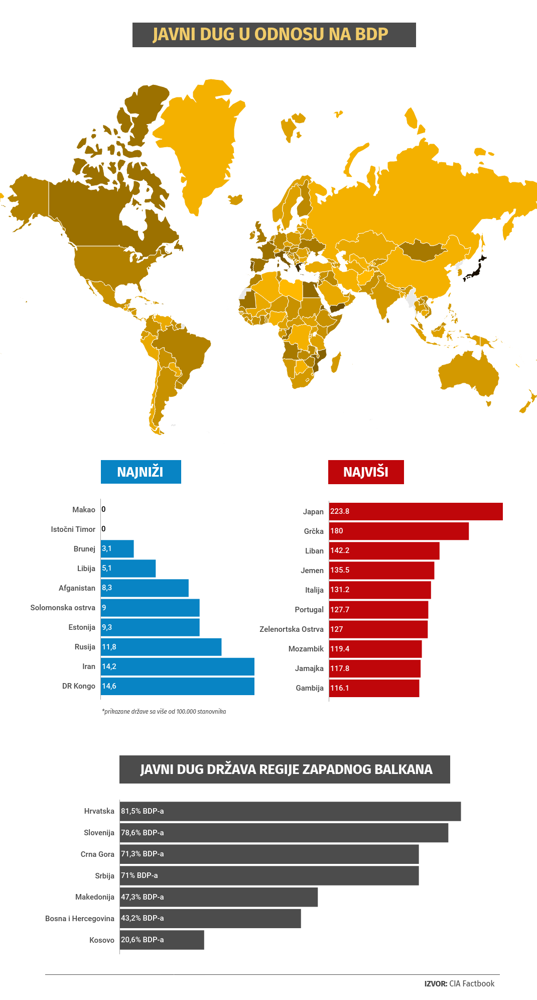 JAVNI DUG U ODNOSU NA BDP
NAJNIŽI
Makao 0
Istočni Timor 0
Brunej 3,1
Libija 5,1
Afganistan 8,3
Solomonska ostrva 9
Estonija 9,3
Rusija 11,8
Iran 14,2
DR Kongo 14,6
*prikazane države sa više od 100.000 stanovnika
NAJVIŠI
Japan 223.8
Grčka 180
Liban 142.2
Jemen 135.5
Italija 131.2
Portugal 127.7
Zelenortska Ostrva 127
Mozambik 119.4
Jamajka 117.8
Gambija 116.1
JAVNI DUG DRŽAVA REGIJE ZAPADNOG BALKANA
Hrvatska 81,5% BDP-a
Slovenija 78,6% BDP-a
Crna Gora 71,3% BDP-a
Srbija 71% BDP-a
Makedonija 47,3% BDP-a
Bosna i Hercegovina 43,2% BDP-a
Kosovo 20,6% BDP-a
IZVOR: CIA Factbook